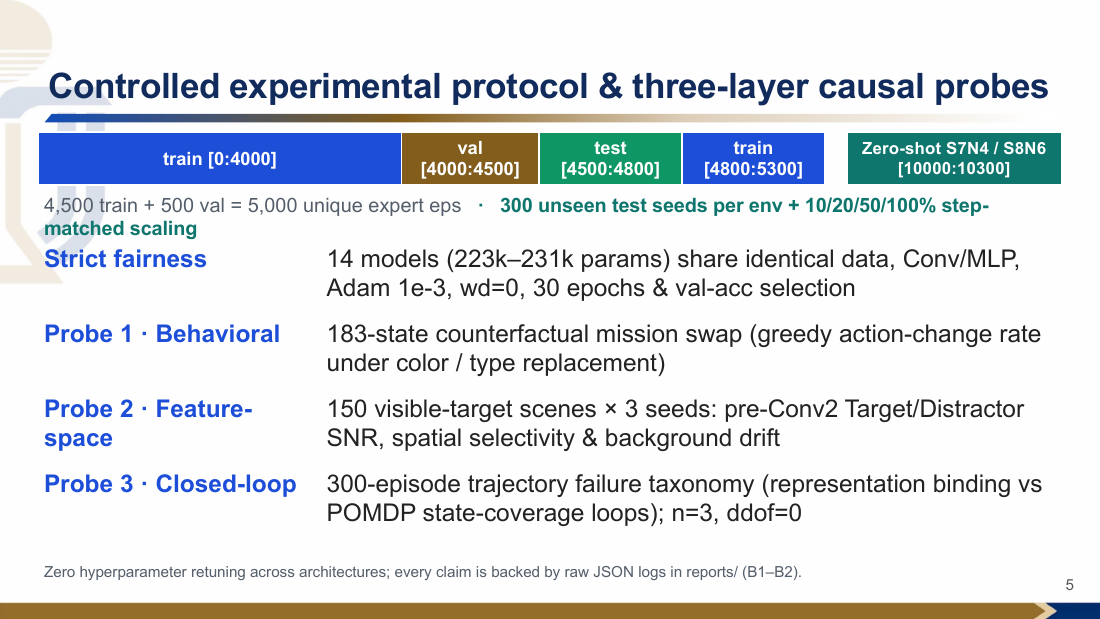 Controlled experimental protocol & three-layer causal probes
train [0:4000]
val
[4000:4500]
test
[4500:4800]
train
[4800:5300]
Zero-shot S7N4 / S8N6
[10000:10300]
4,500 train + 500 val = 5,000 unique expert eps · 300 unseen test seeds per env + 10/20/50/100% step-
matched scaling
Strict fairness
14 models (223k–231k params) share identical data, Conv/MLP,
Adam 1e-3, wd=0, 30 epochs & val-acc selection
Probe 1 · Behavioral
183-state counterfactual mission swap (greedy action-change rate
under color / type replacement)
Probe 2 · Feature-
space
150 visible-target scenes × 3 seeds: pre-Conv2 Target/Distractor
SNR, spatial selectivity & background drift
Probe 3 · Closed-loop
300-episode trajectory failure taxonomy (representation binding vs
POMDP state-coverage loops); n=3, ddof=0
Zero hyperparameter retuning across architectures; every claim is backed by raw JSON logs in reports/ (B1–B2).
5